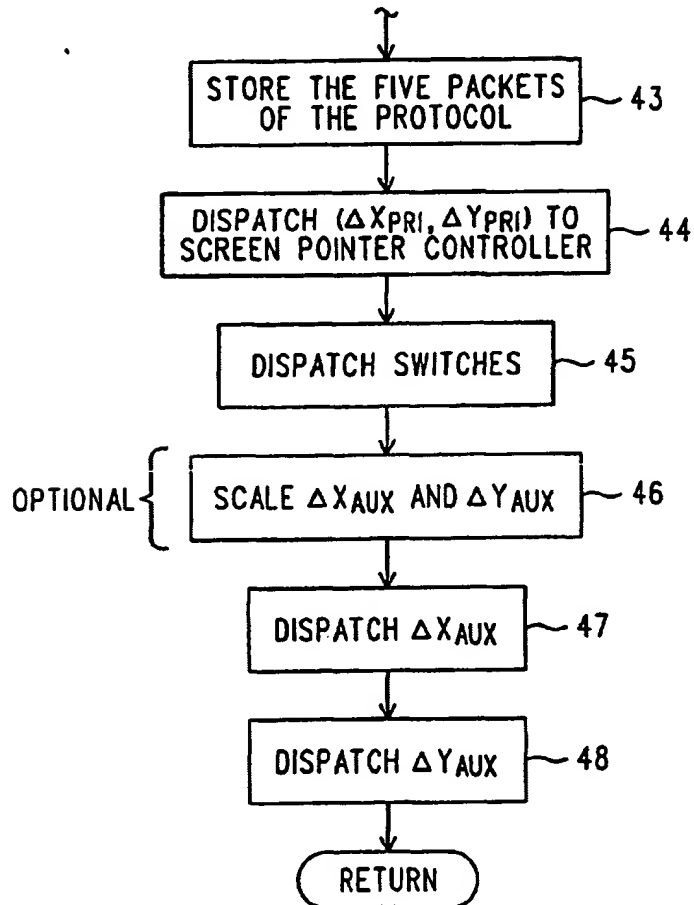 STORE THE FIVE PACKETS
OF THE PROTOCOL
43
DISPATCH (ΔXPRI, ΔYPRI) TO
SCREEN POINTER CONTROLLER
44
DISPATCH SWITCHES
45
OPTIONAL
SCALE ΔXAUX AND ΔYAUX
46
DISPATCH ΔXAUX
47
DISPATCH ΔYAUX
48
RETURN